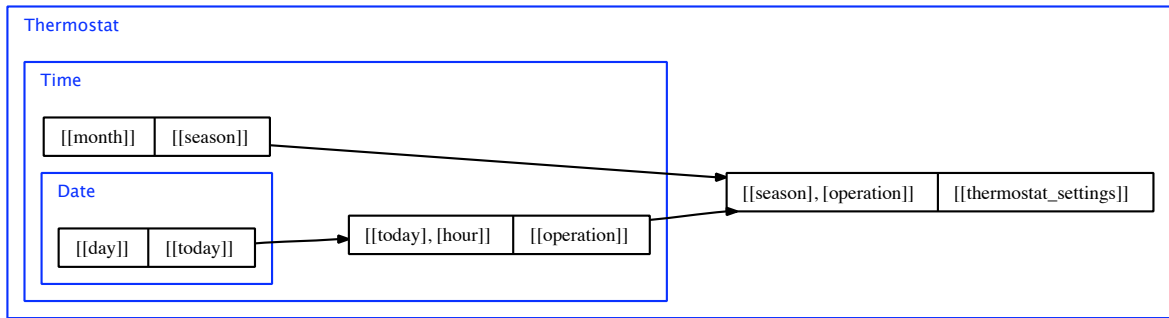 Thermostat
Time
[[month]] [[season]]
Date
[[season], [operation]] [[thermostat_settings]]
[[day]] [[today]]
[[today], [hour]] [[operation]]